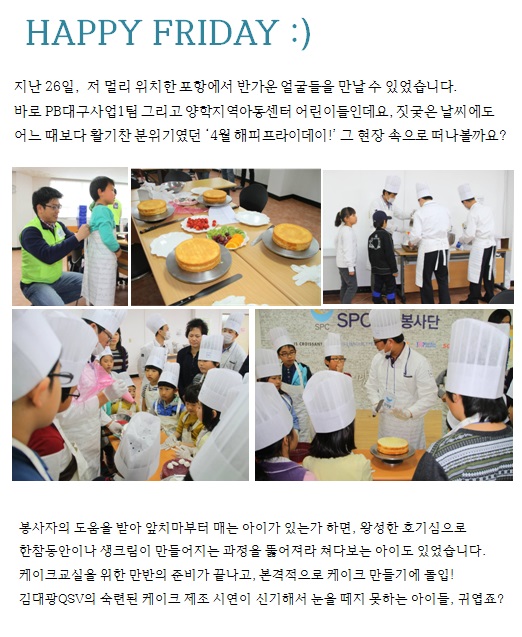 HAPPY FRIDAY :)
지난 26일, 저 멀리 위치한 포항에서 반가운 얼굴들을 만날 수 있었습니다.
바로 PB대구사업1팀 그리고 양학지역아동센터 어린이들인데요, 짓궂은 날씨에도
어느 때보다 활기찬 분위기였던 '4월 해피프라이데이!' 그 현장 속으로 떠나볼까요?
SPC
SPC
봉사단
봉사자의 도움을 받아 앞치마부터 매는 아이가 있는가 하면, 왕성한 호기심으로
한참동안이나 생크림이 만들어지는 과정을 뚫어져라 쳐다보는 아이도 있었습니다.
케이크교실을 위한 만반의 준비가 끝나고, 본격적으로 케이크 만들기에 돌입!
김대광QSV의 숙련된 케이크 제조 시연이 신기해서 눈을 떼지 못하는 아이들, 귀엽죠?